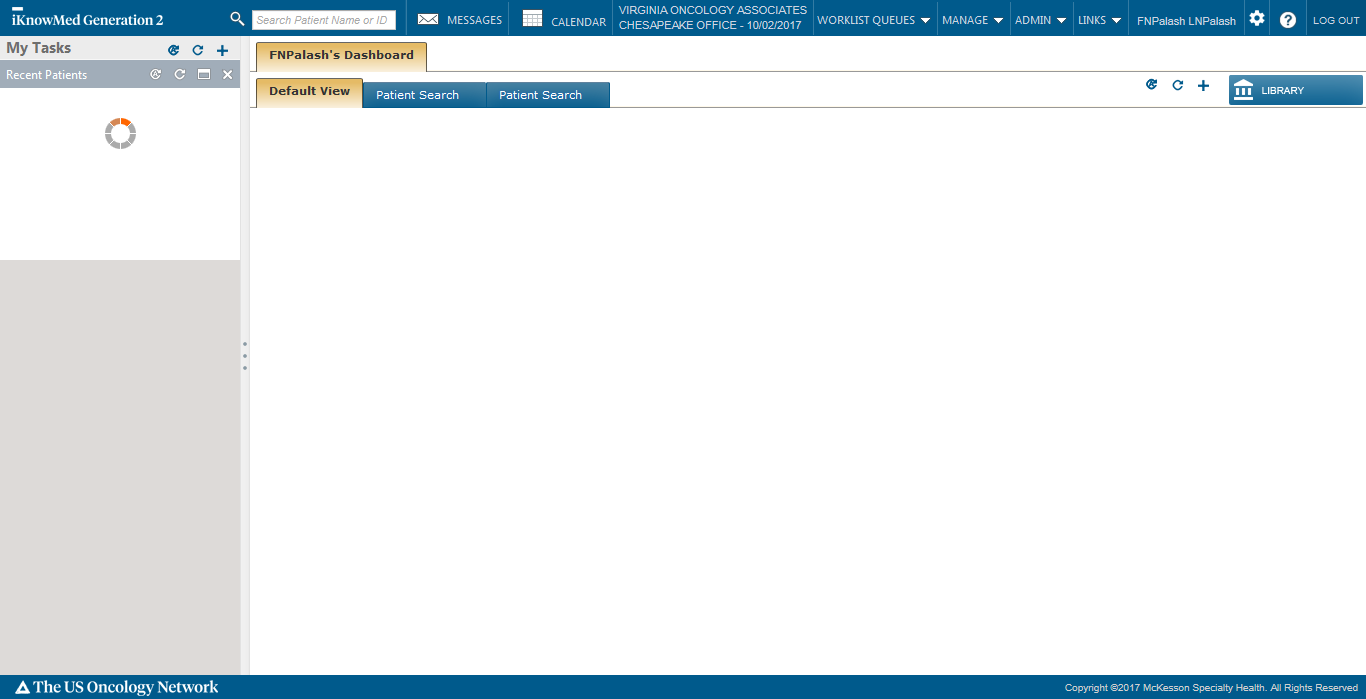 iKnowMed Generation 2
Search Patient Name or ID
MESSAGES
CALENDAR
VIRGINIA ONCOLOGY ASSOCIATES
CHESAPEAKE OFFICE - 10/02/2017
WORKLIST QUEUES
MANAGE
ADMIN
LINKS
FNPalash LNPalash
?
LOG OUT
My Tasks
Recent Patients
FNPalash's Dashboard
Default View
Patient Search
Patient Search
LIBRARY
The US Oncology Network
Copyright ©2017 McKesson Specialty Health. All Rights Reserved